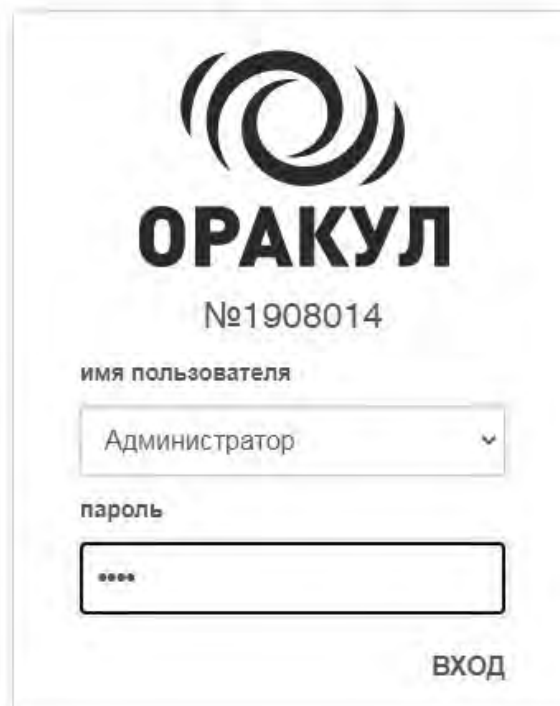 ОРАКУЛ
№1908014
имя пользователя
Администратор
пароль
••••
ВХОД